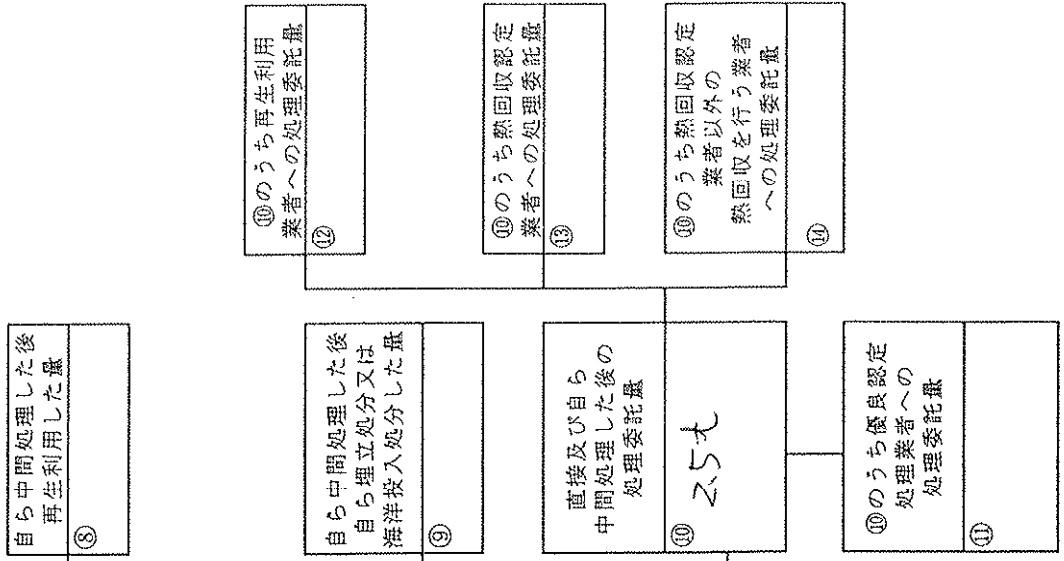 自ら中間処理した後
再生利用した量
⑧
自ら中間処理した後
自ら埋立処分又は
海洋投入処分した量
⑨
直接及び自ら
中間処理した後の
処理委託量
⑩
2.5t
⑩のうち優良認定
処理業者への
処理委託量
⑪
⑩のうち再生利用
業者への処理委託量
⑫
⑩のうち熱回収認定
業者への処理委託量
⑬
⑩のうち熱回収認定
業者以外の
熱回収を行う業者
への処理委託量
⑭